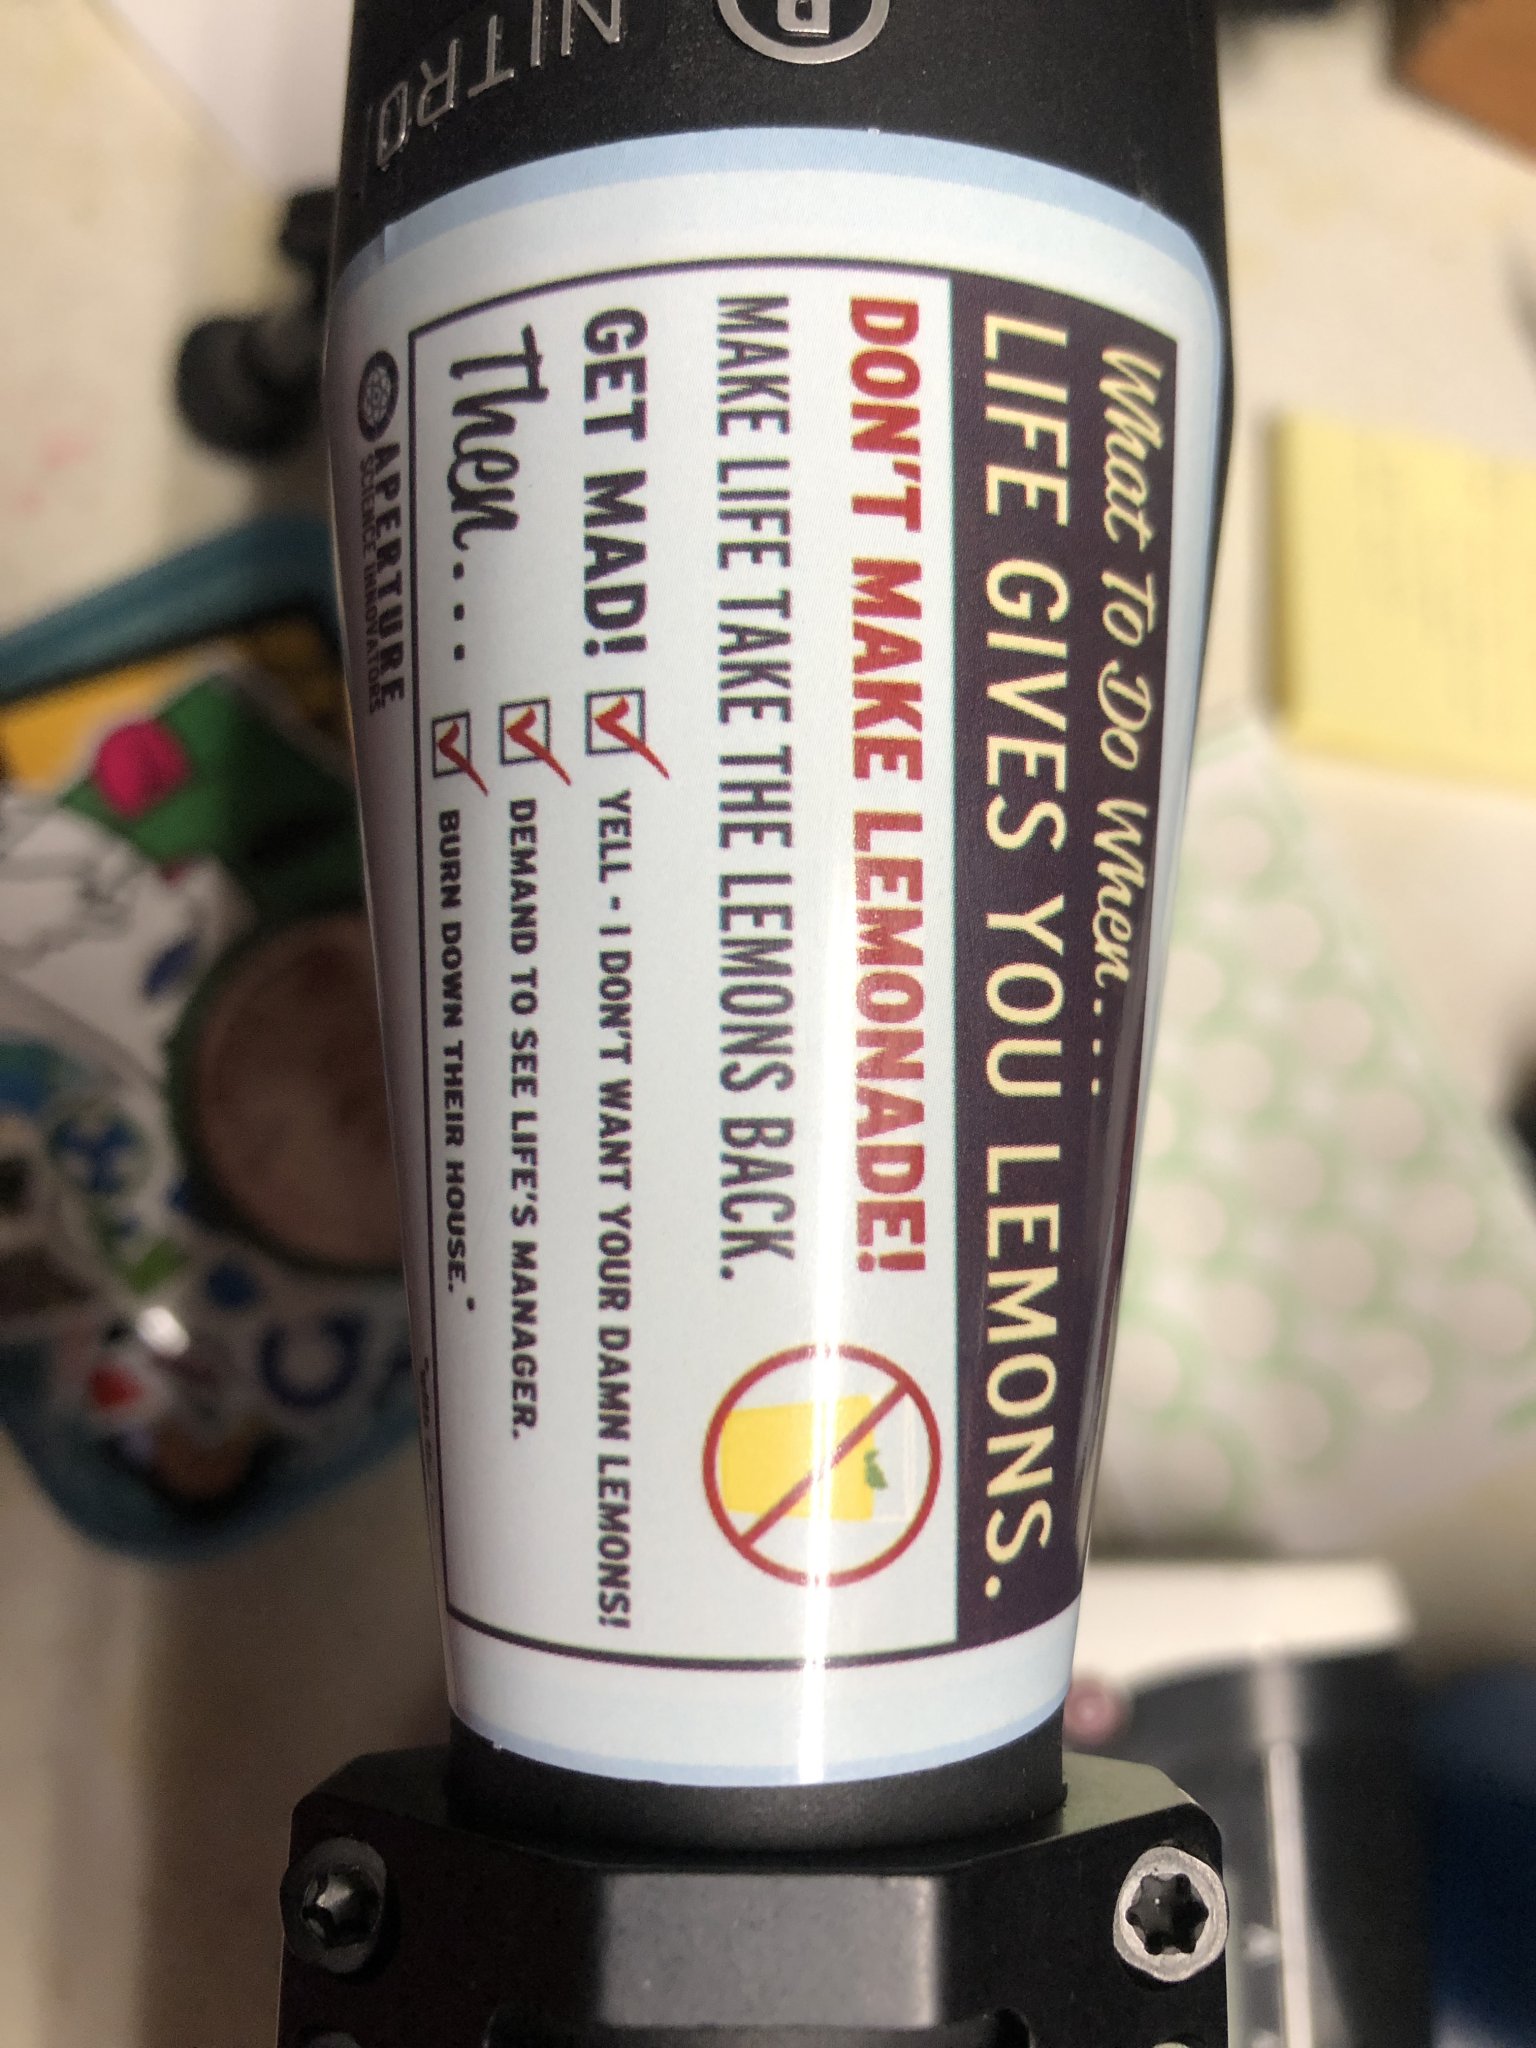 NITRO
R
What To Do When....
LIFE GIVES YOU LEMONS.
DON'T MAKE LEMONADE!
MAKE LIFE TAKE THE LEMONS BACK.
GET MAD! YELL - I DON'T WANT YOUR DAMN LEMONS!
Then... DEMAND TO SEE LIFE'S MANAGER.
BURN DOWN THEIR HOUSE.*
APERTURE
SCIENCE INNOVATORS